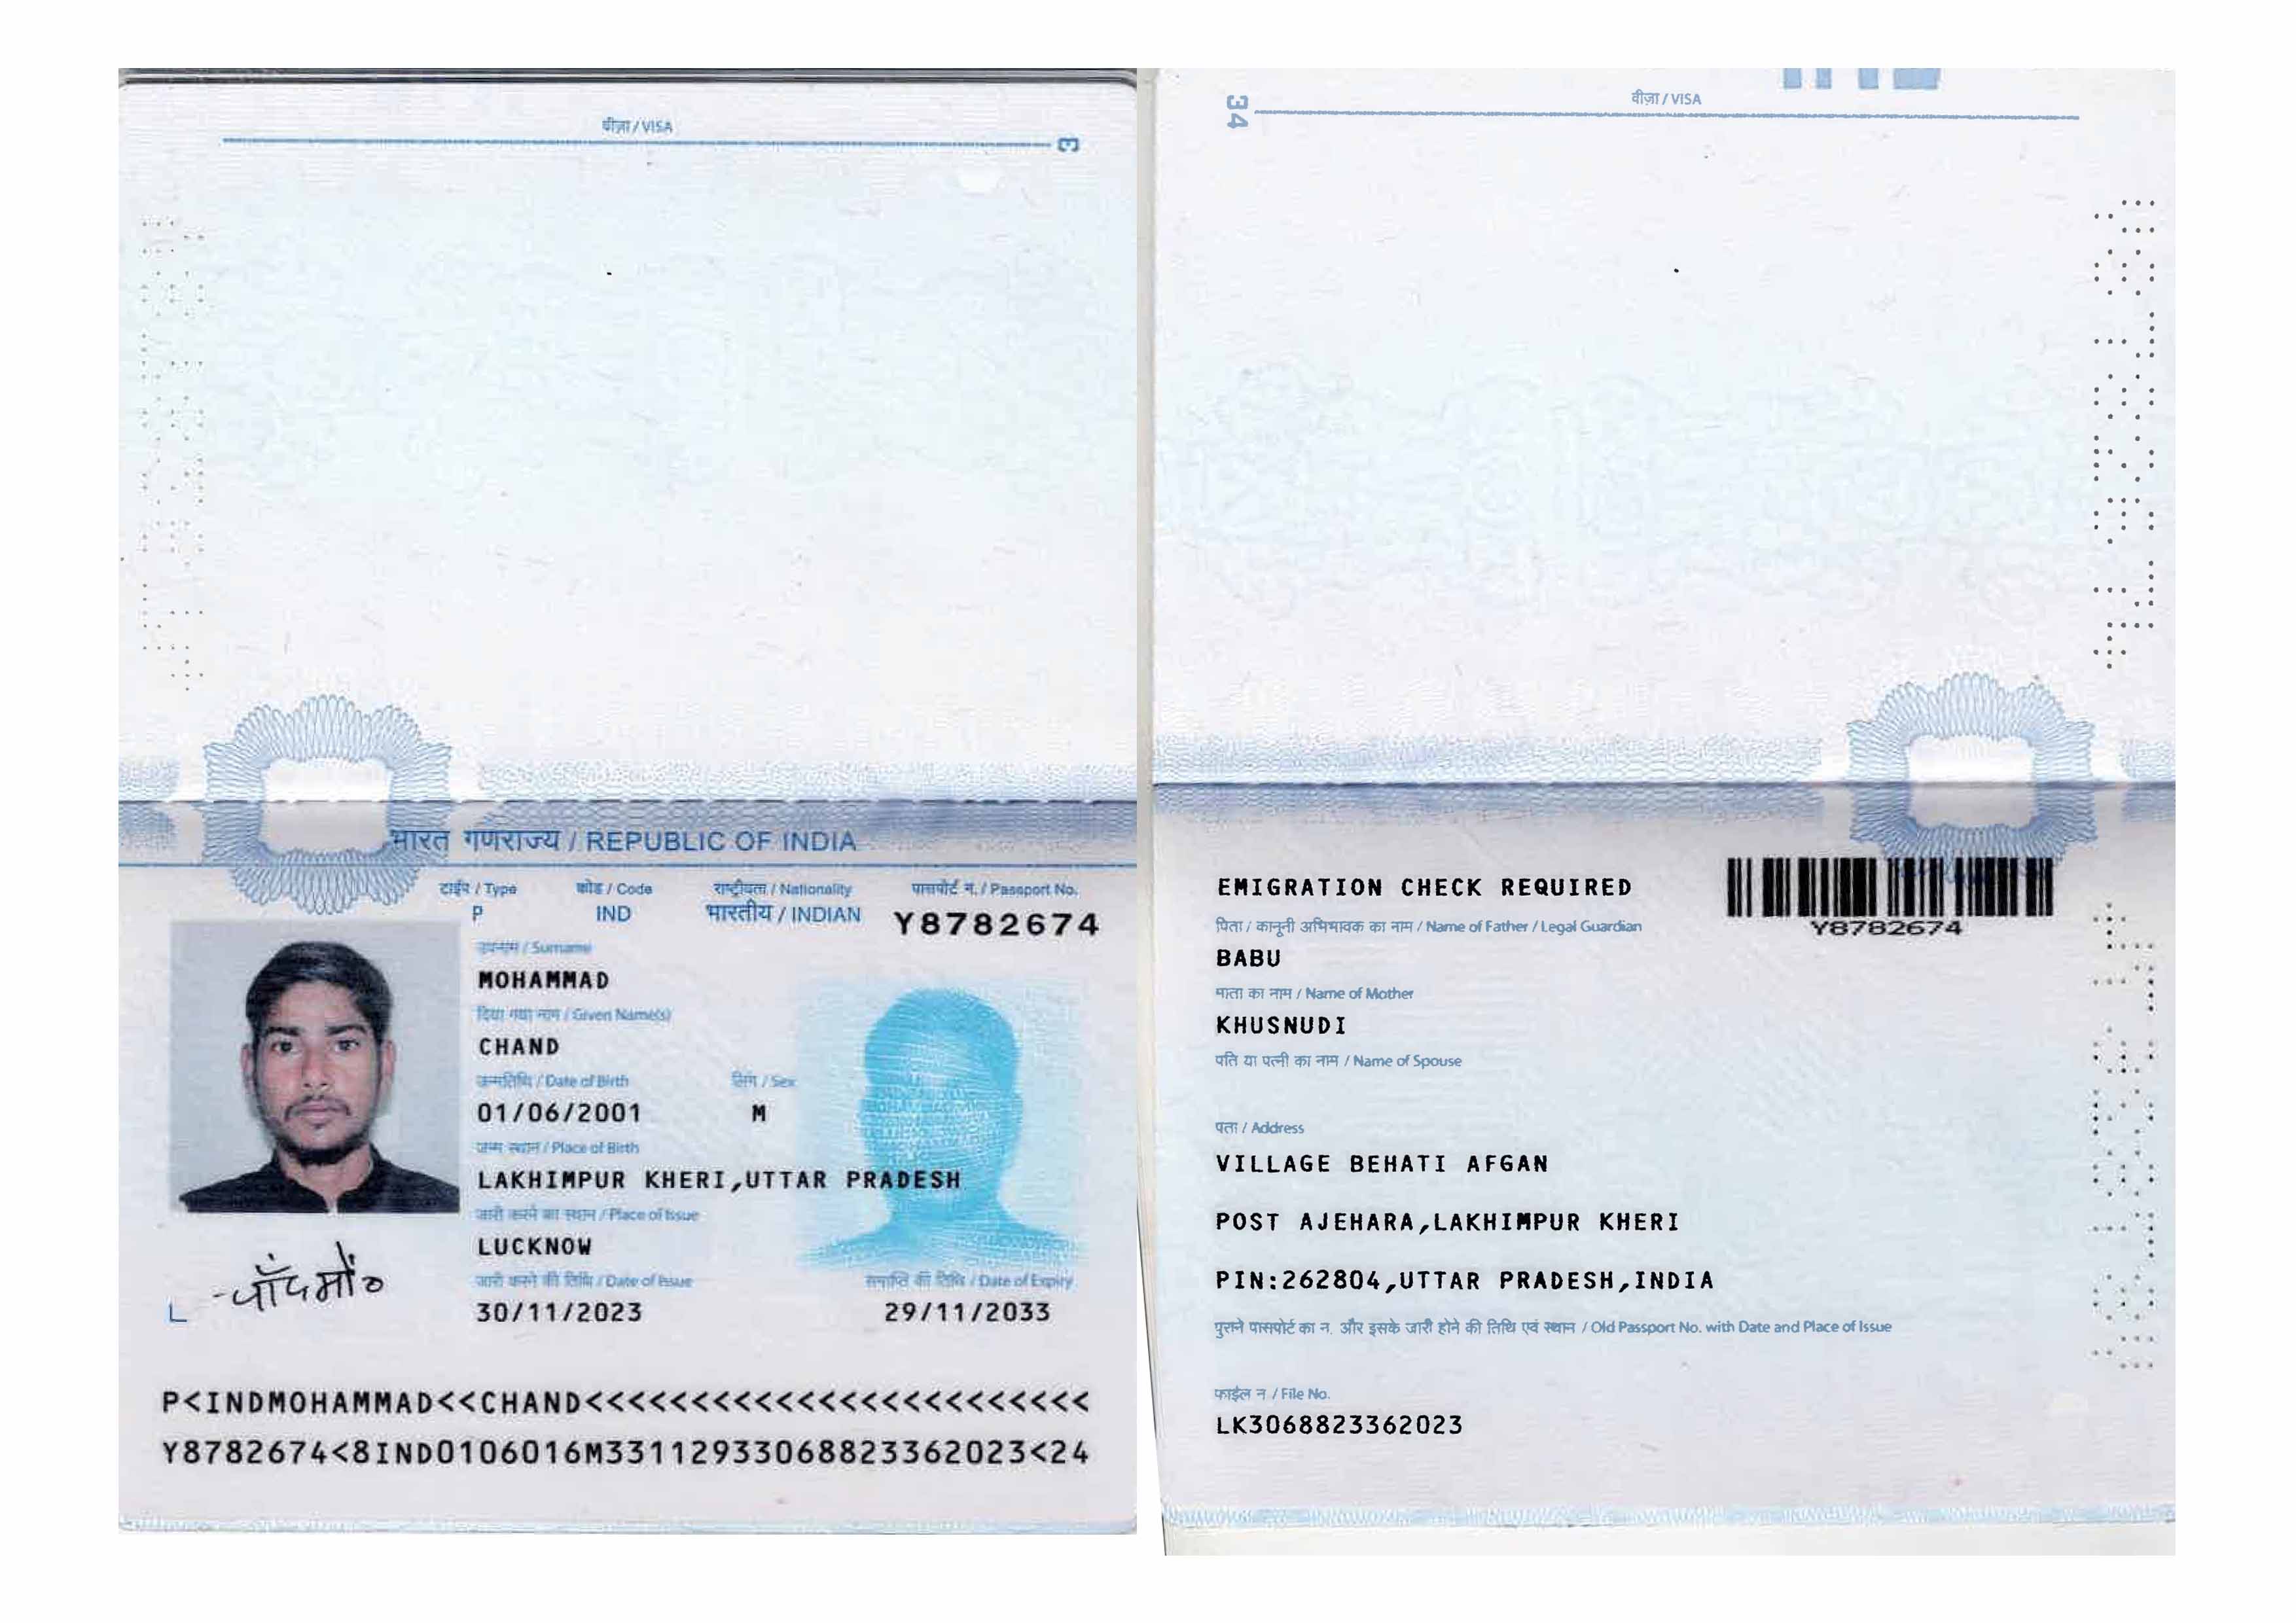 वीज़ा / VISA
3
भारत गणराज्य / REPUBLIC OF INDIA
टाईप / Type कोड / Code राष्ट्रीयता / Nationality पासपोर्ट न. / Passport No.
P IND भारतीय / INDIAN Y8782674
उपनाम / Surname
MOHAMMAD
दिया गया नाम / Given Name(s)
CHAND
जन्मतिथि / Date of Birth लिंग / Sex
01/06/2001 M
जन्म स्थान / Place of Birth
LAKHIMPUR KHERI,UTTAR PRADESH
जारी करने का स्थान / Place of Issue
LUCKNOW
जारी करने की तिथि / Date of Issue समाप्ति की तिथि / Date of Expiry
30/11/2023 29/11/2033
चाँद मो०
P<INDMOHAMMAD<<CHAND<<<<<<<<<<<<<<<<<<<<<<<<
Y8782674<8IND0106016M3311293306882336​2023<24
वीज़ा / VISA
34
EMIGRATION CHECK REQUIRED
Y8782674
पिता / कानूनी अभिभावक का नाम / Name of Father / Legal Guardian
BABU
माता का नाम / Name of Mother
KHUSNUDI
पति या पत्नी का नाम / Name of Spouse
पता / Address
VILLAGE BEHATI AFGAN
POST AJEHARA,LAKHIMPUR KHERI
PIN:262804,UTTAR PRADESH,INDIA
पुराने पासपोर्ट का न. और इसके जारी होने की तिथि एवं स्थान / Old Passport No. with Date and Place of Issue
फाईल न / File No.
LK3068823362023